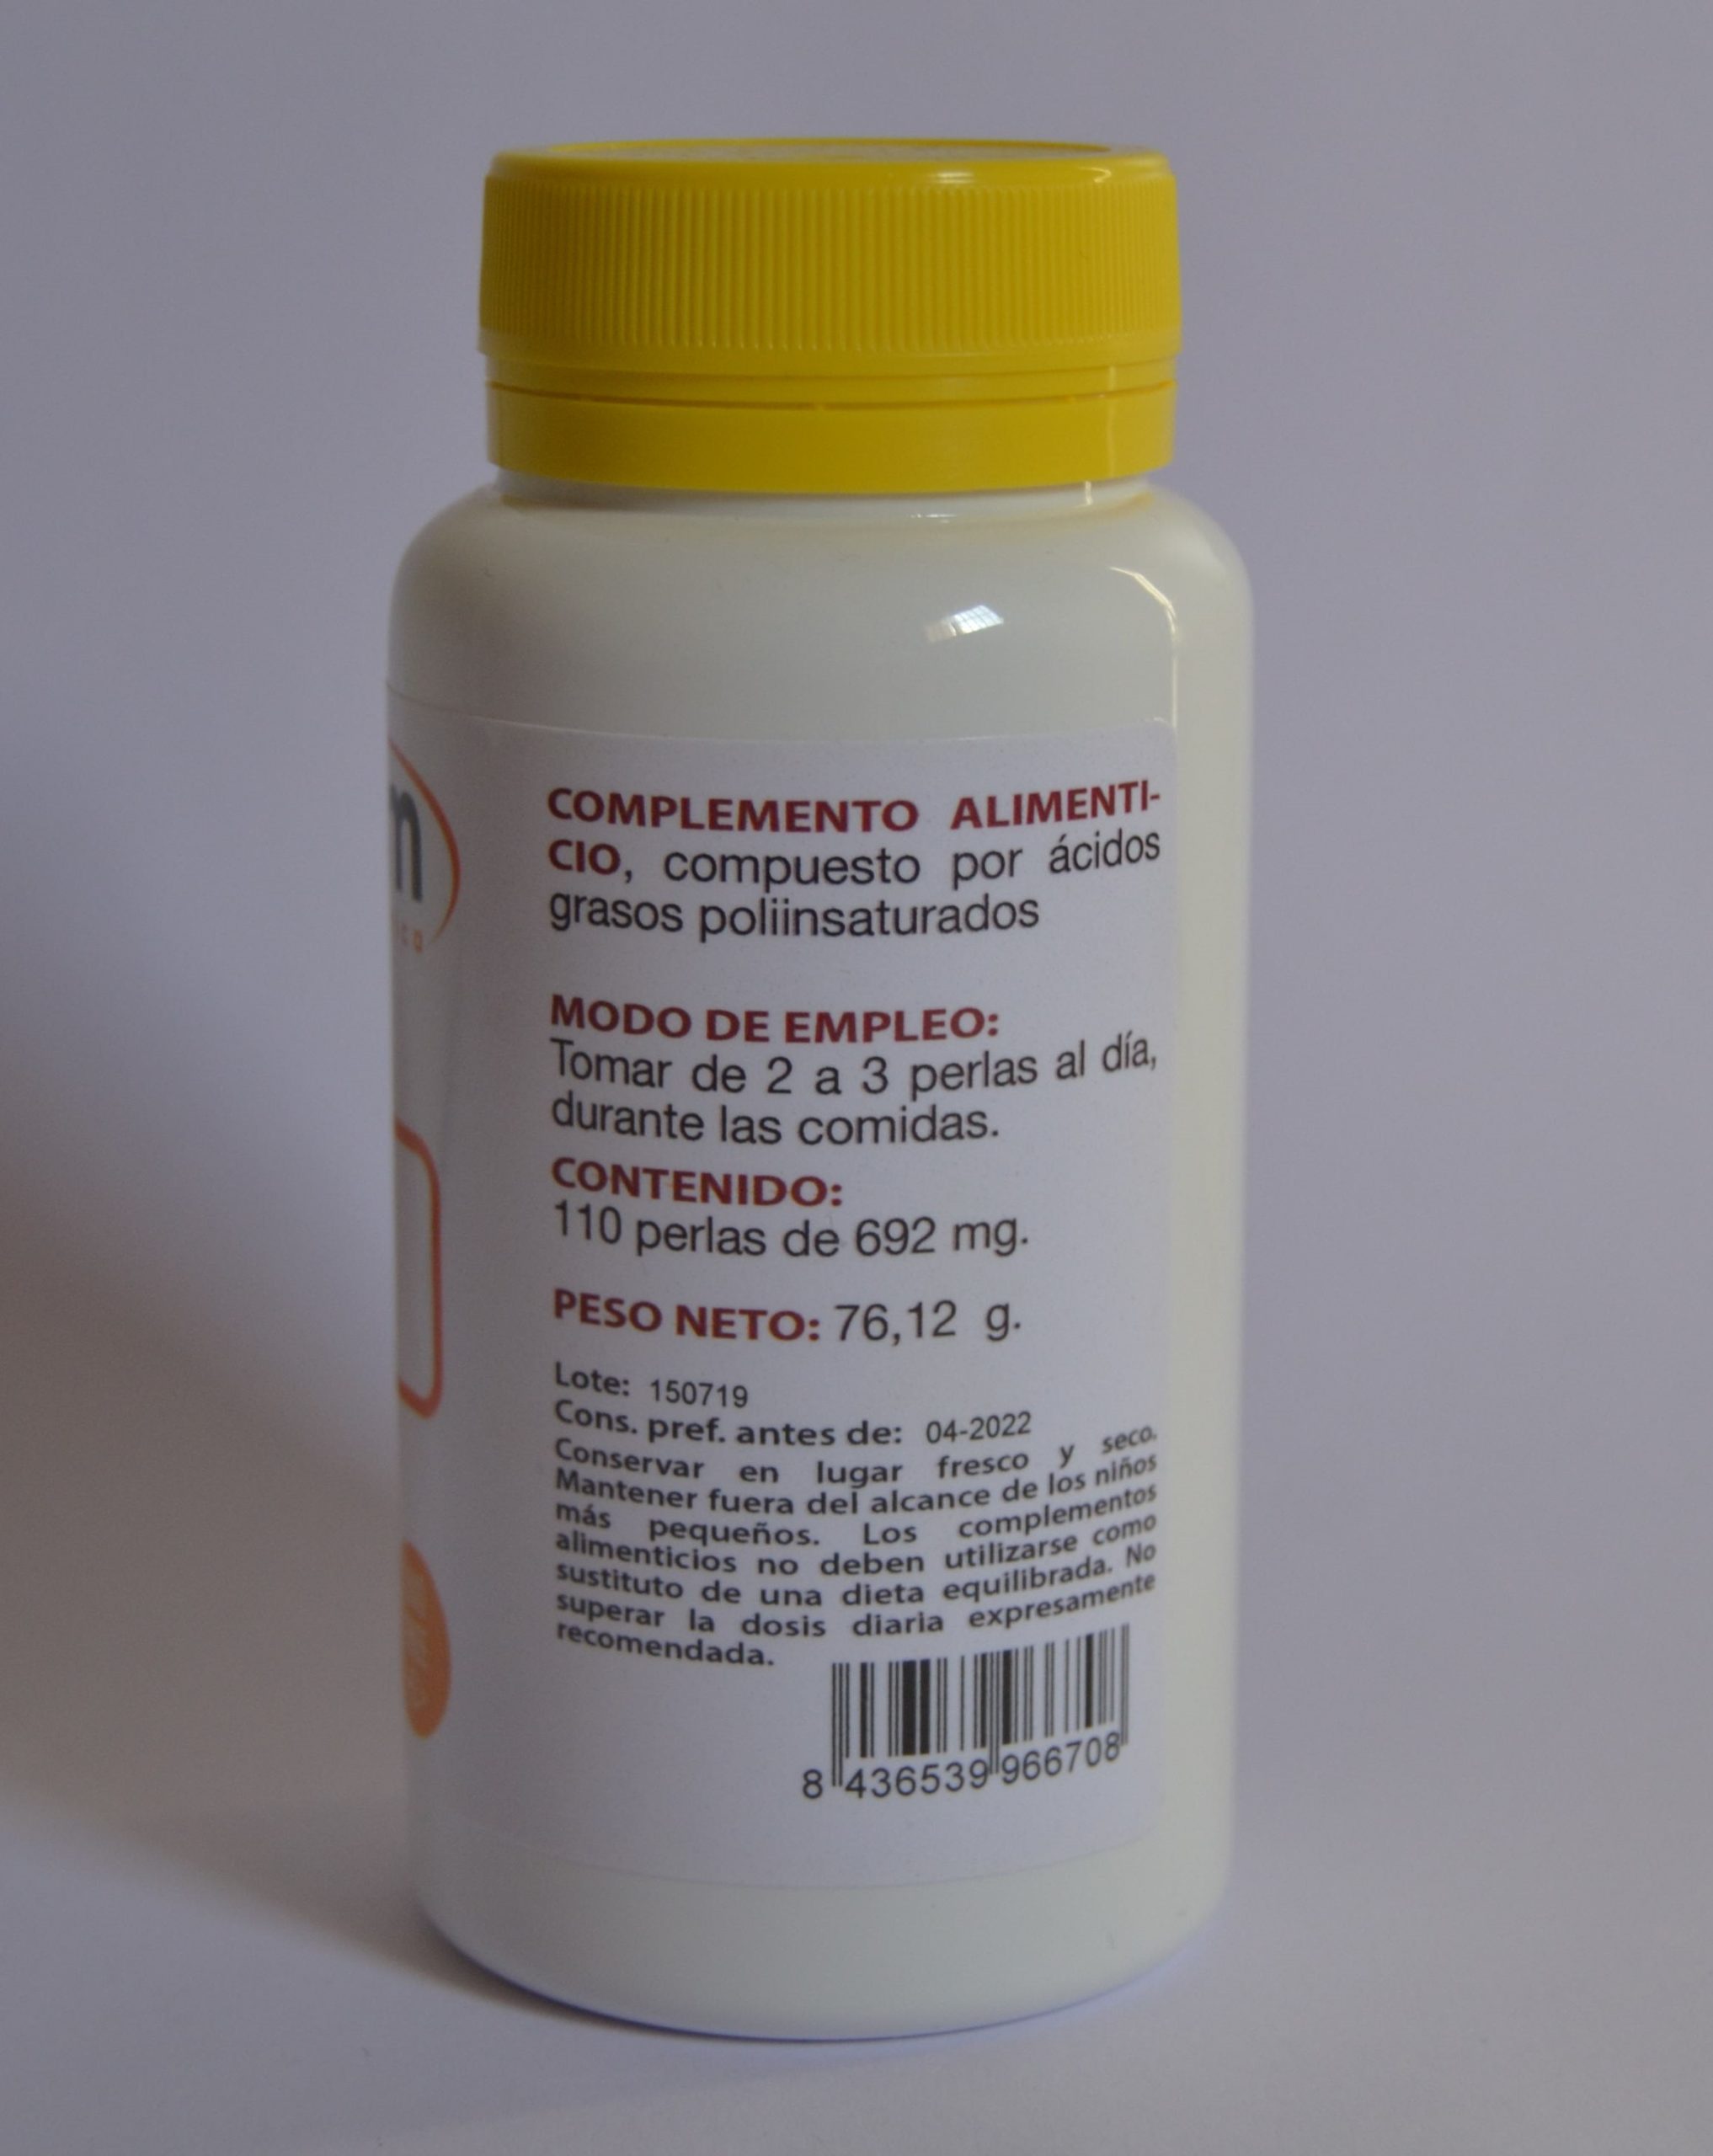 COMPLEMENTO ALIMENTI-
CIO, compuesto por ácidos
grasos poliinsaturados
MODO DE EMPLEO:
Tomar de 2 a 3 perlas al día,
durante las comidas.
CONTENIDO:
110 perlas de 692 mg.
PESO NETO: 76,12 g.
Lote: 150719
Cons. pref. antes de: 04-2022
Conservar en lugar fresco y seco.
Mantener fuera del alcance de los niños
más pequeños. Los complementos
alimenticios no deben utilizarse como
sustituto de una dieta equilibrada. No
superar la dosis diaria expresamente
recomendada.
8 436539 966708